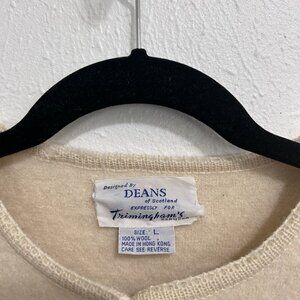 Designed By
DEANS
of Scotland
EXPRESSLY FOR
Trimingham's
SIZE: L
100% WOOL
MADE IN HONG KONG
CARE SEE REVERSE